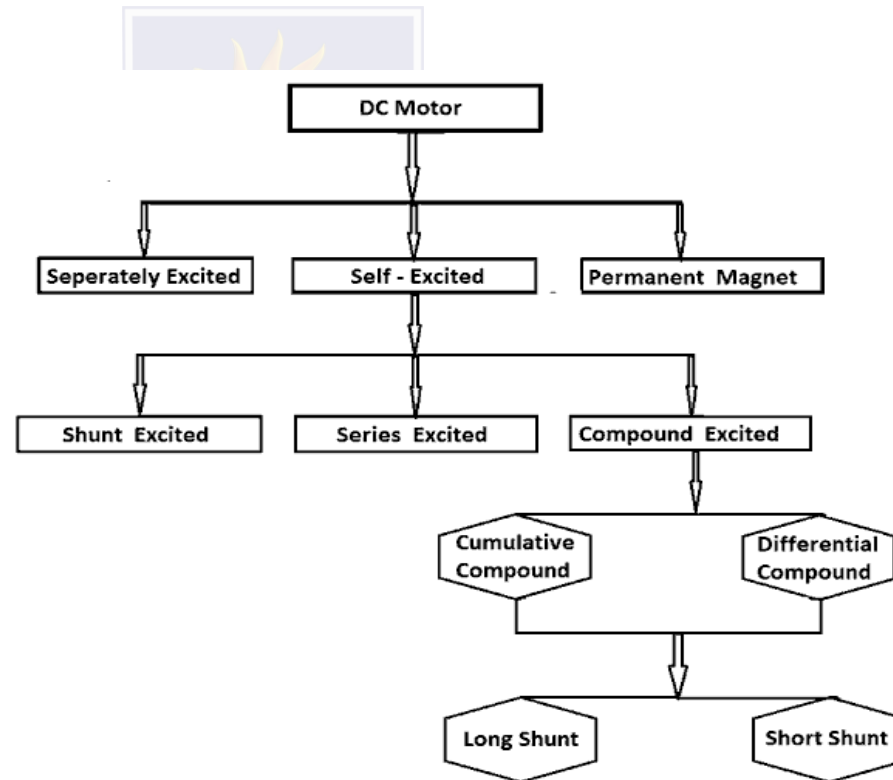 DC Motor
Seperately Excited
Self - Excited
Permanent Magnet
Shunt Excited
Series Excited
Compound Excited
Cumulative
Compound
Differential
Compound
Long Shunt
Short Shunt